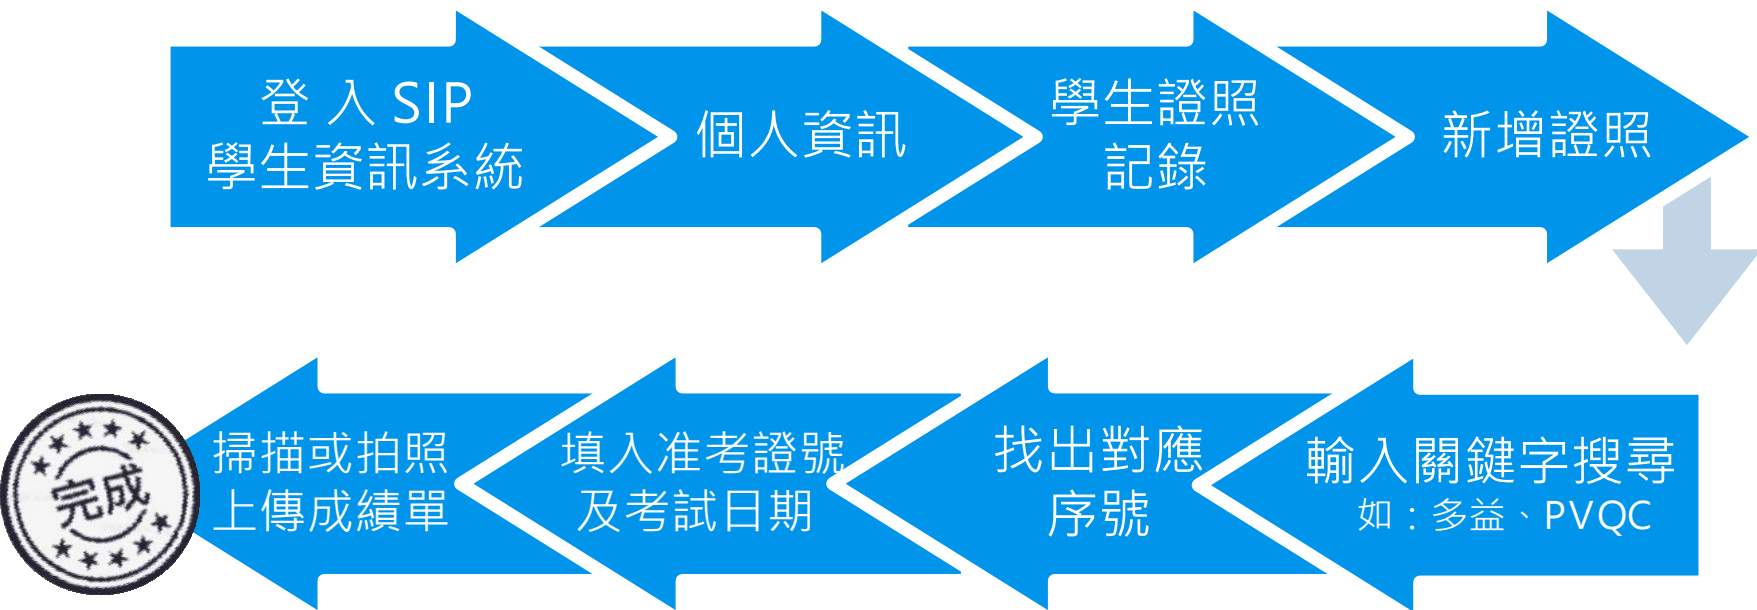 登入SIP
學生資訊系統
個人資訊
學生證照
記錄
新增證照
輸入關鍵字搜尋
如：多益、PVQC
找出對應
序號
填入准考證號
及考試日期
掃描或拍照
上傳成績單
完成